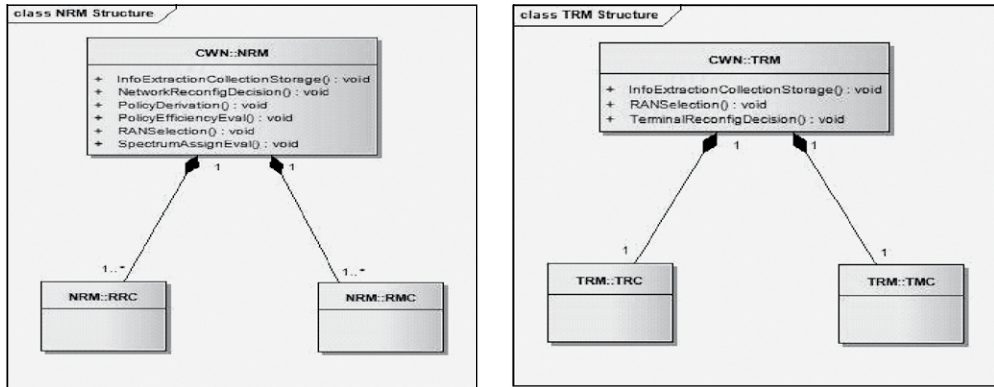 class NRM Structure
CWN::NRM
+ InfoExtractionCollectionStorage() : void
+ NetworkReconfigDecision() : void
+ PolicyDerivation() : void
+ PolicyEfficiencyEval() : void
+ RANSelection() : void
+ SpectrumAssignEval() : void
1
1
1..*
1..*
NRM::RRC
NRM::RMC
class TRM Structure
CWN::TRM
+ InfoExtractionCollectionStorage() : void
+ RANSelection() : void
+ TerminalReconfigDecision() : void
1
1
1
1
TRM::TRC
TRM::TMC